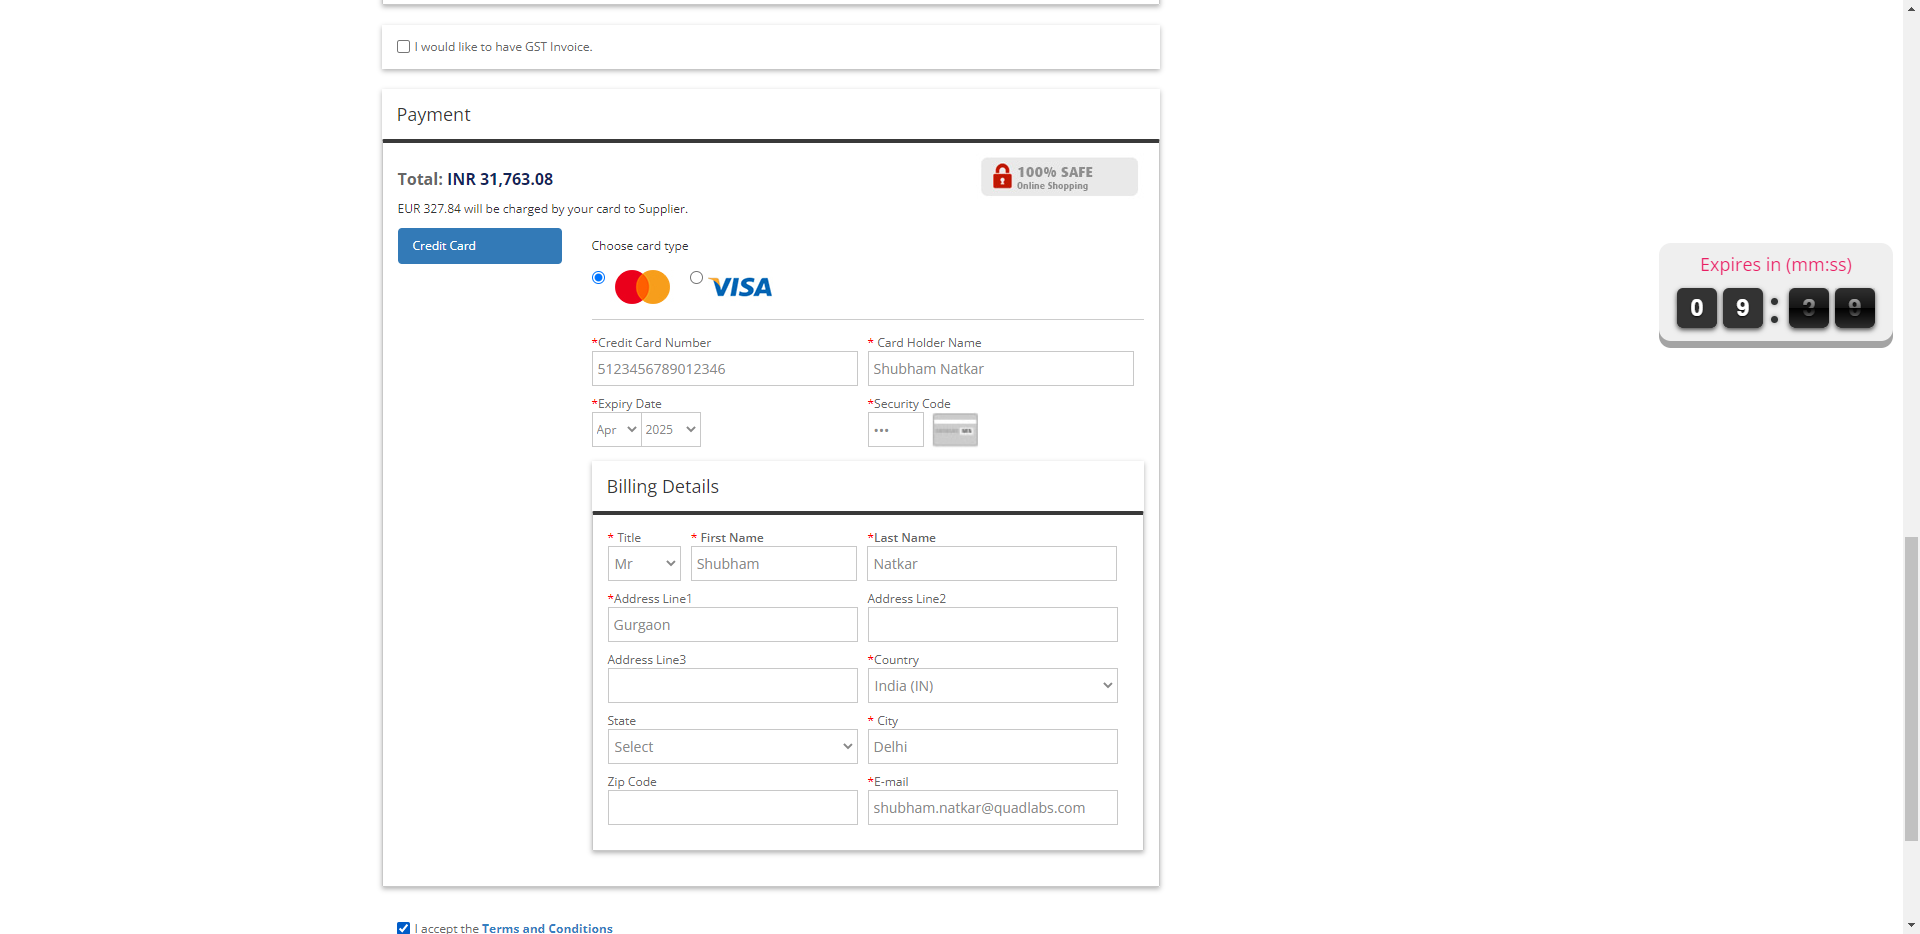 I would like to have GST Invoice.
Payment
Total: INR 31,763.08
100% SAFE
Online Shopping
EUR 327.84 will be charged by your card to Supplier.
Credit Card
Choose card type
VISA
Expires in (mm:ss)
0 9 : 3 9
*Credit Card Number * Card Holder Name
5123456789012346 Shubham Natkar
*Expiry Date *Security Code
Apr 2025 •••
Billing Details
* Title * First Name *Last Name
Mr Shubham Natkar
*Address Line1 Address Line2
Gurgaon
Address Line3 *Country
India (IN)
State * City
Select Delhi
Zip Code *E-mail
shubham.natkar@quadlabs.com
I accept the Terms and Conditions